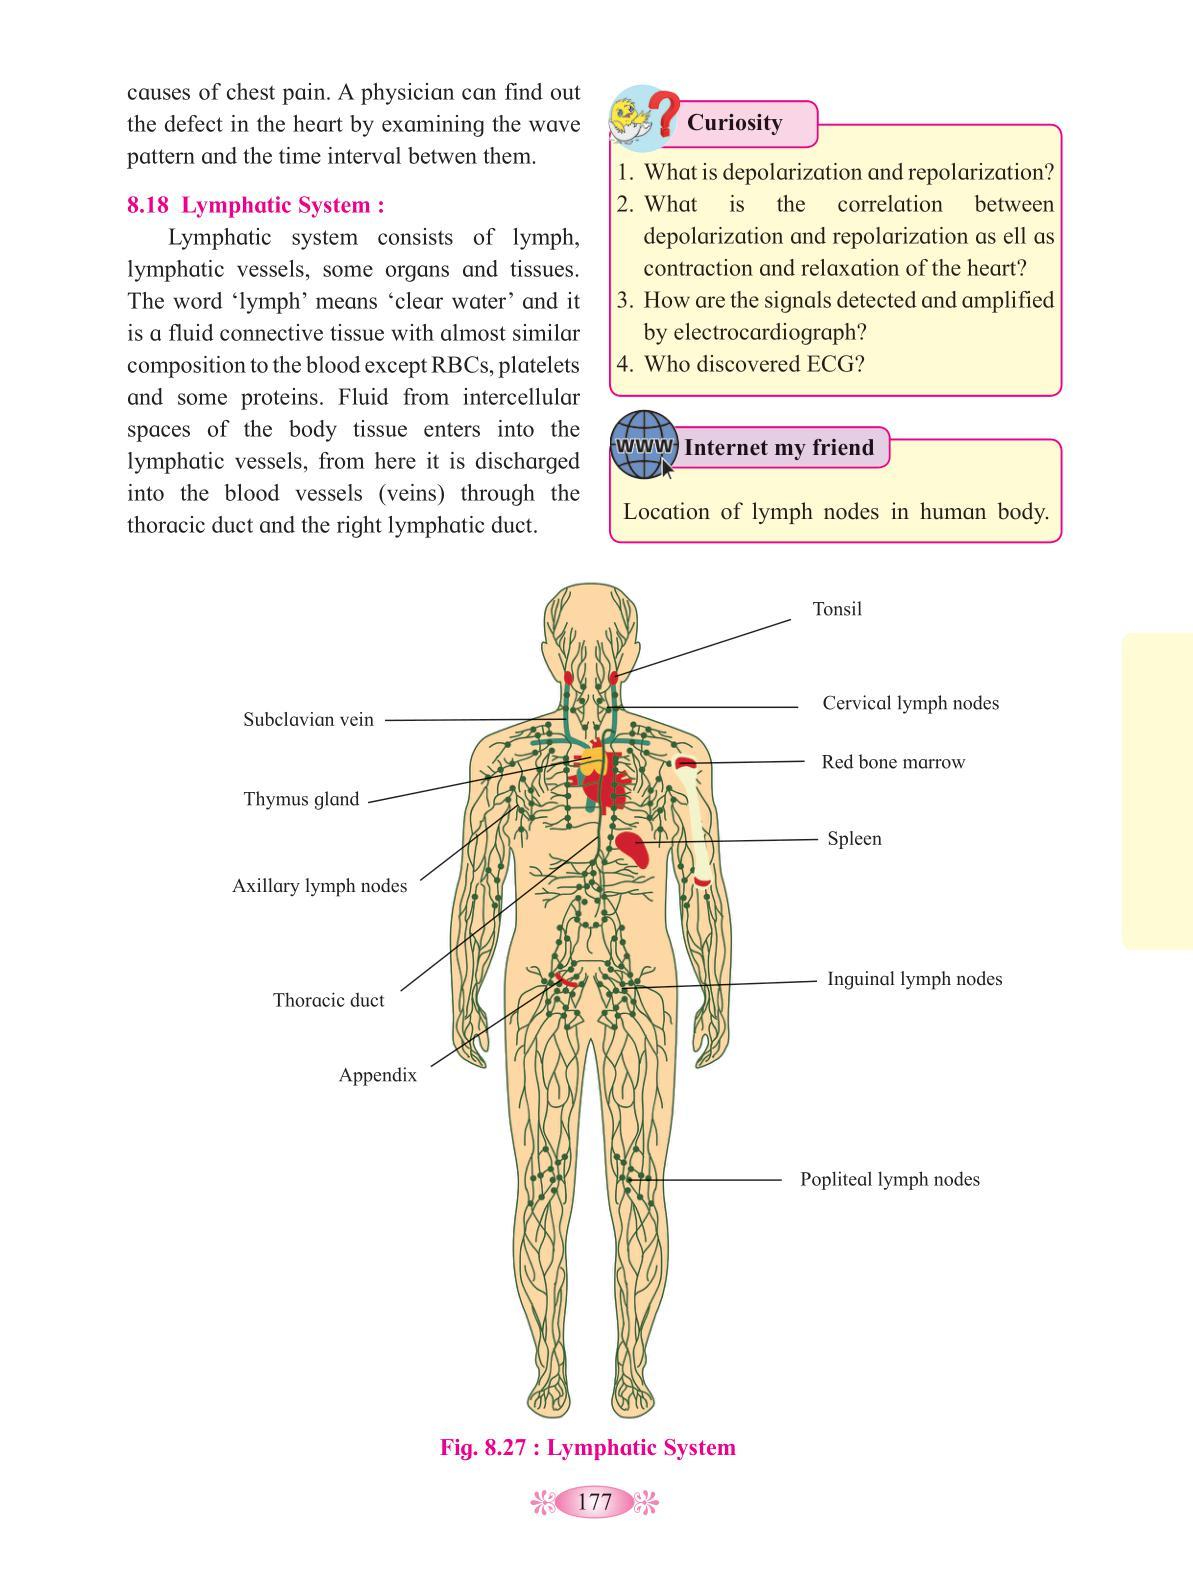 causes of chest pain. A physician can find out
the defect in the heart by examining the wave
pattern and the time interval betwen them.
8.18 Lymphatic System :
Lymphatic system consists of lymph,
lymphatic vessels, some organs and tissues.
The word ‘lymph’ means ‘clear water’ and it
is a fluid connective tissue with almost similar
composition to the blood except RBCs, platelets
and some proteins. Fluid from intercellular
spaces of the body tissue enters into the
lymphatic vessels, from here it is discharged
into the blood vessels (veins) through the
thoracic duct and the right lymphatic duct.
? Curiosity
1. What is depolarization and repolarization?
2. What is the correlation between
depolarization and repolarization as ell as
contraction and relaxation of the heart?
3. How are the signals detected and amplified
by electrocardiograph?
4. Who discovered ECG?
WWW Internet my friend
Location of lymph nodes in human body.
Tonsil
Cervical lymph nodes
Subclavian vein
Red bone marrow
Thymus gland
Spleen
Axillary lymph nodes
Inguinal lymph nodes
Thoracic duct
Appendix
Popliteal lymph nodes
Fig. 8.27 : Lymphatic System
177